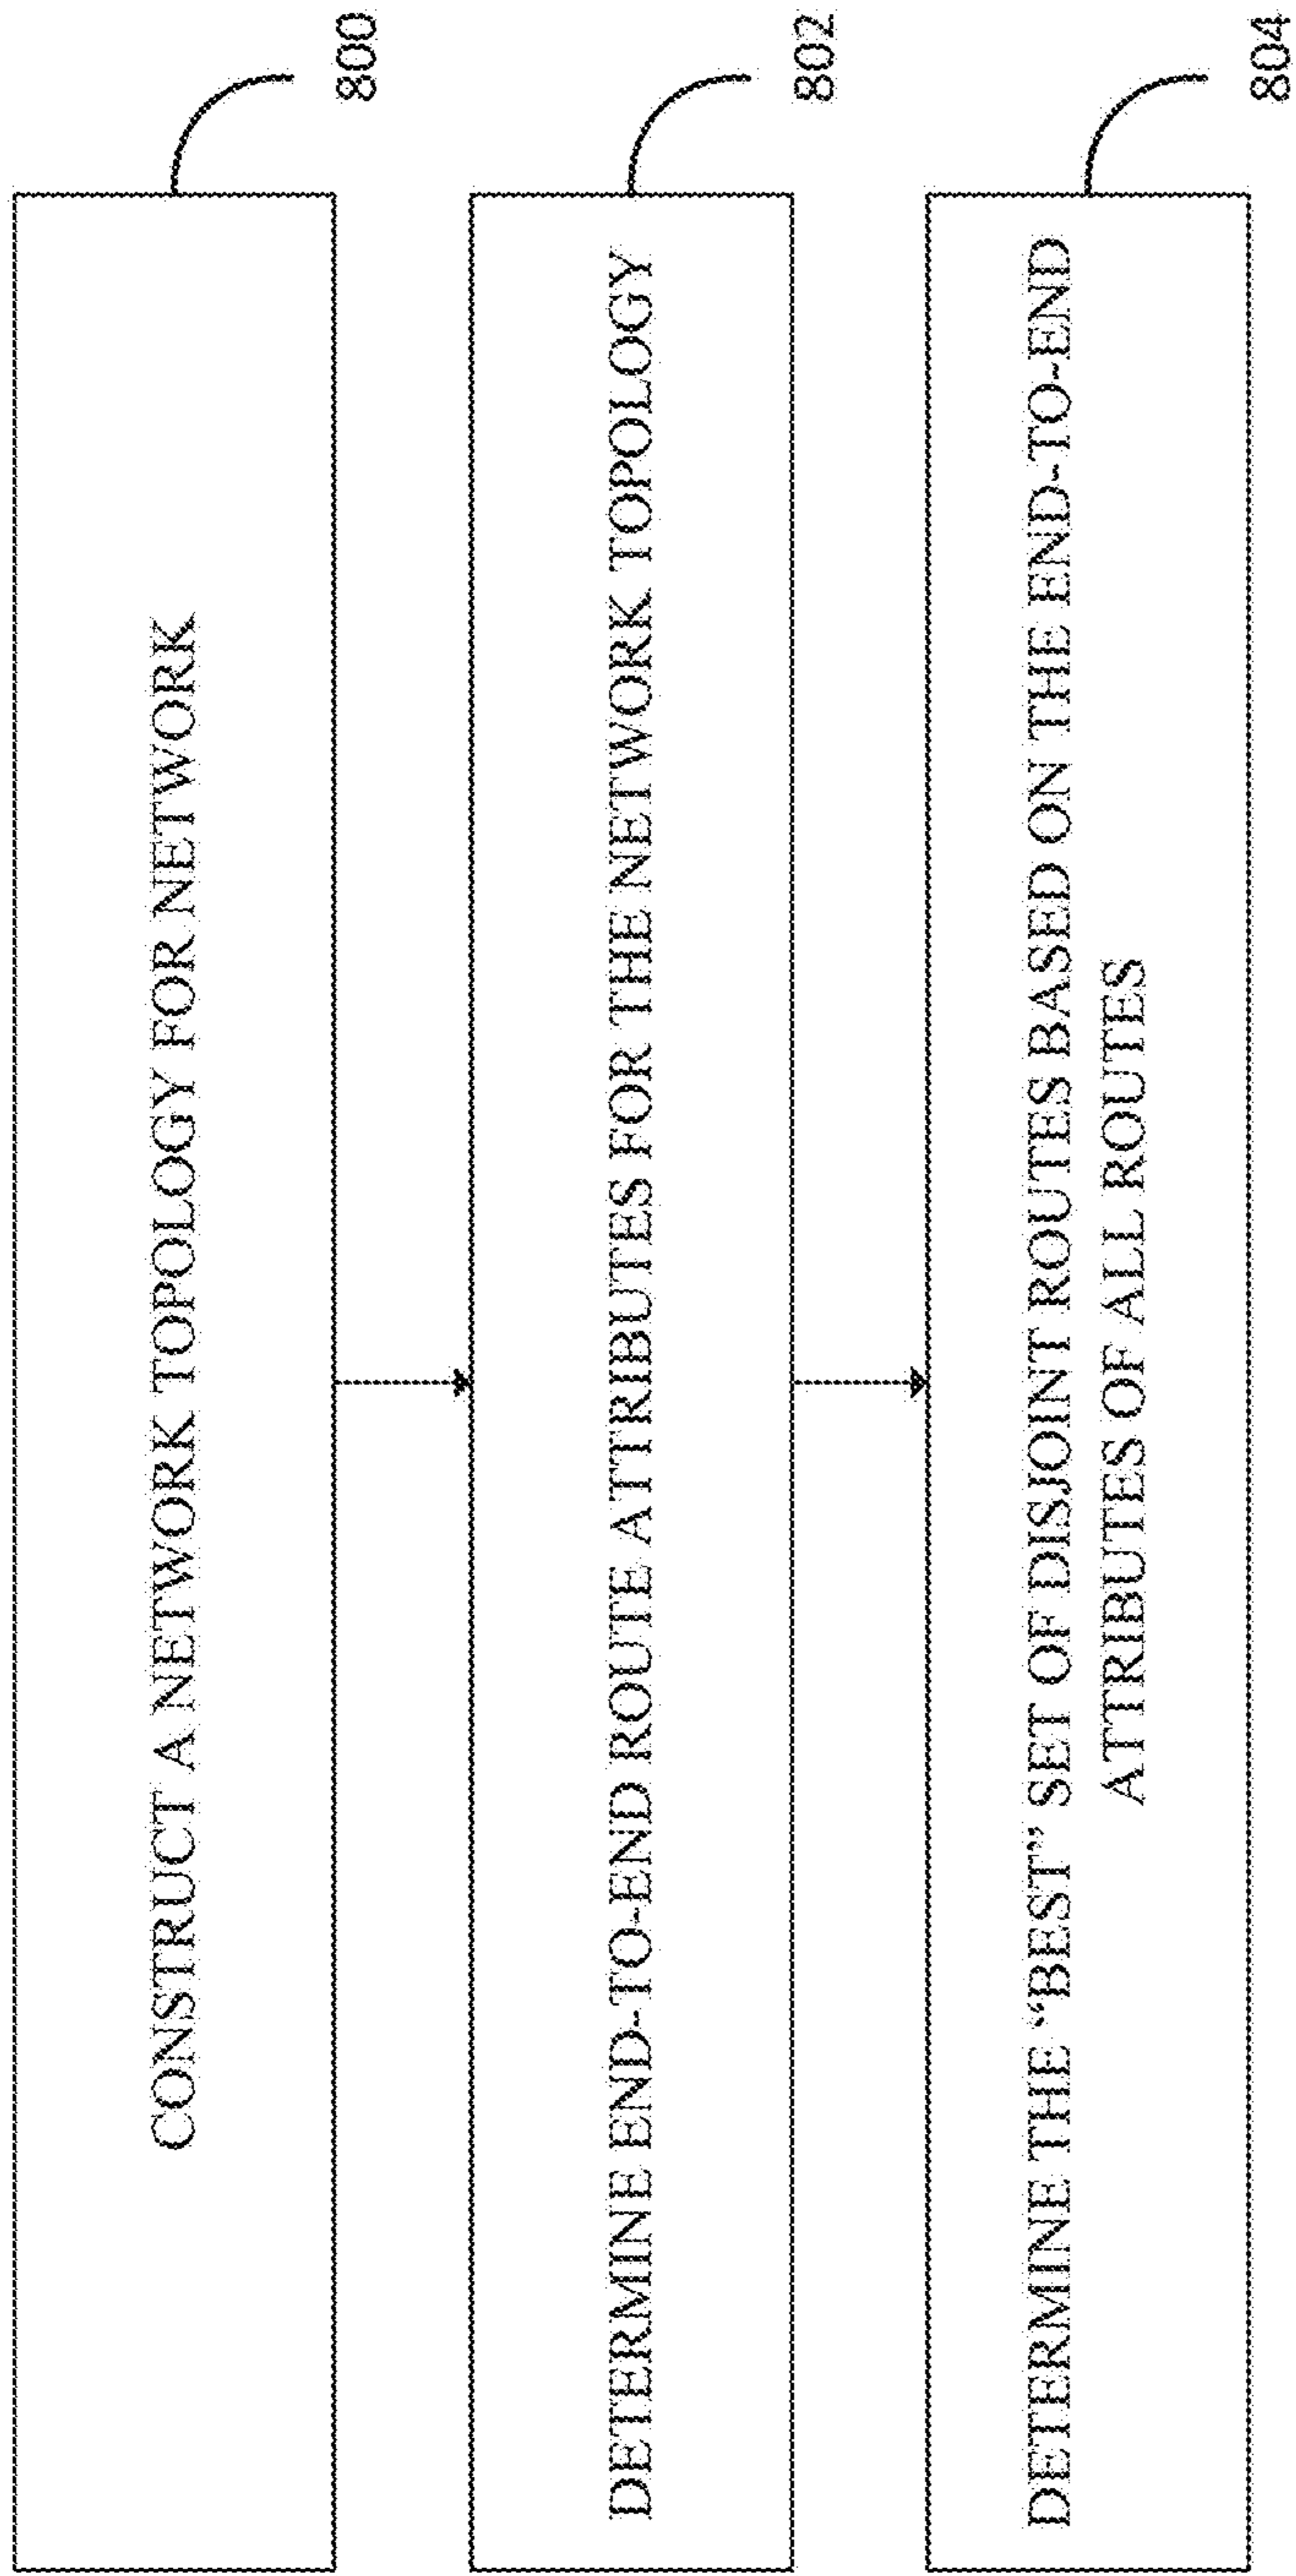 CONSTRUCT A NETWORK TOPOLOGY FOR NETWORK
800
DETERMINE END-TO-END ROUTE ATTRIBUTES FOR THE NETWORK TOPOLOGY
802
DETERMINE THE “BEST” SET OF DISJOINT ROUTES BASED ON THE END-TO-END
ATTRIBUTES OF ALL ROUTES
804